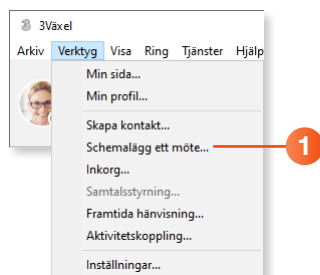 3Växel
Arkiv Verktyg Visa Ring Tjänster Hjälp
Min sida...
Min profil...
Skapa kontakt...
Schemalägg ett möte...
1
Inkorg...
Samtalsstyrning...
Framtida hänvisning...
Aktivitetskoppling...
Inställningar...